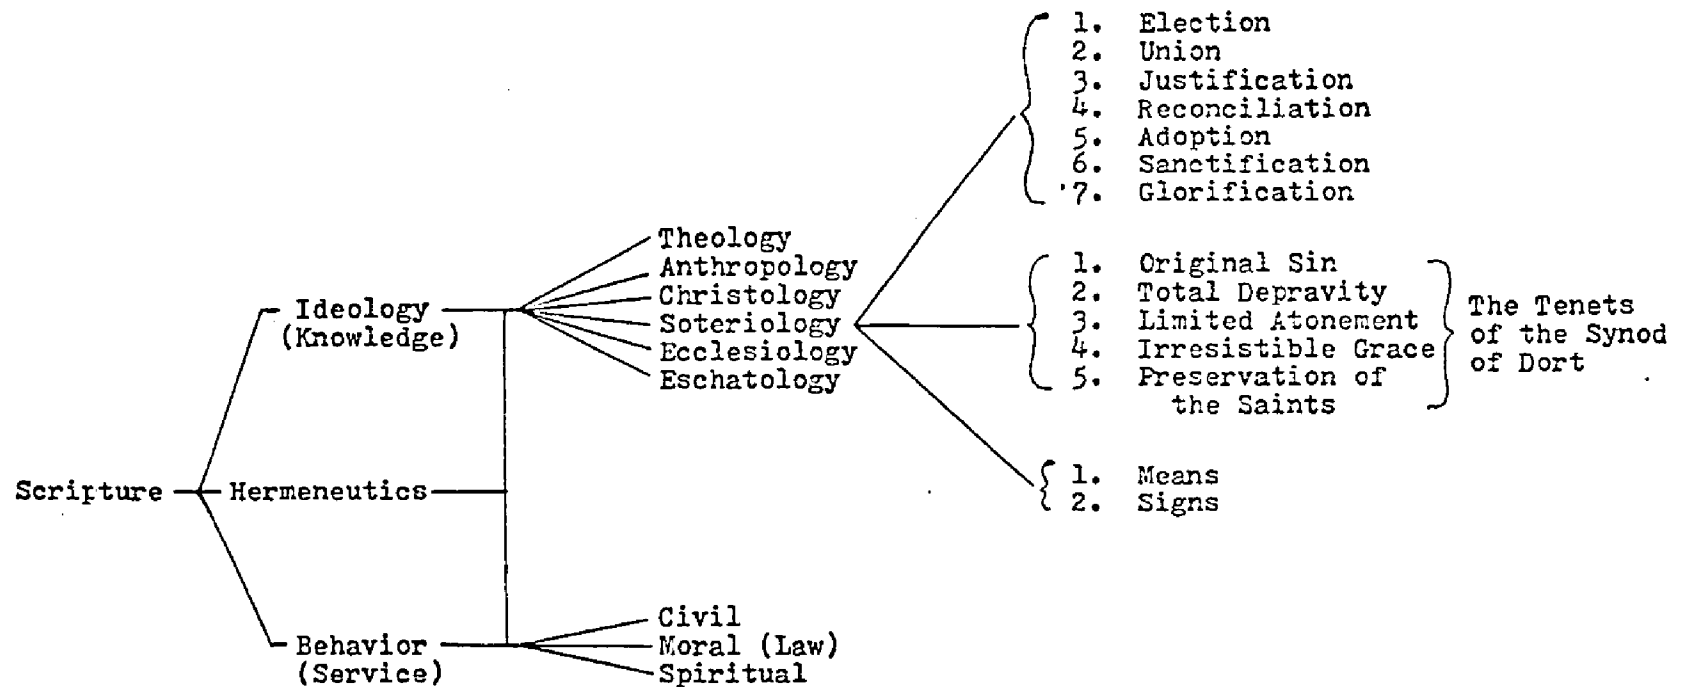 1. Election
2. Union
3. Justification
4. Reconciliation
5. Adoption
6. Sanctification
7. Glorification
Theology
Anthropology
Christology
Soteriology
Ecclesiology
Eschatology
1. Original Sin
2. Total Depravity
3. Limited Atonement
4. Irresistible Grace
5. Preservation of
the Saints
The Tenets
of the Synod
of Dort
Ideology
(Knowledge)
Scripture
Hermeneutics
1. Means
2. Signs
Behavior
(Service)
Civil
Moral (Law)
Spiritual